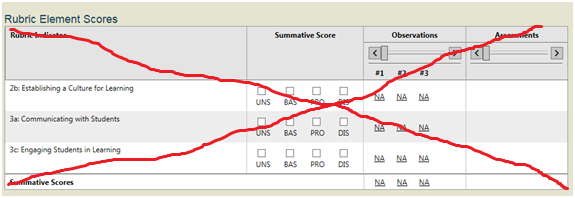 Rubric Element Scores
Rubric Indicator Summative Score Observations Assessments
#1 #2 #3
2b: Establishing a Culture for Learning
UNS BAS PRO DIS NA NA NA
3a: Communicating with Students
UNS BAS PRO DIS NA NA NA
3c: Engaging Students in Learning
UNS BAS PRO DIS NA NA NA
Summative Scores NA NA NA